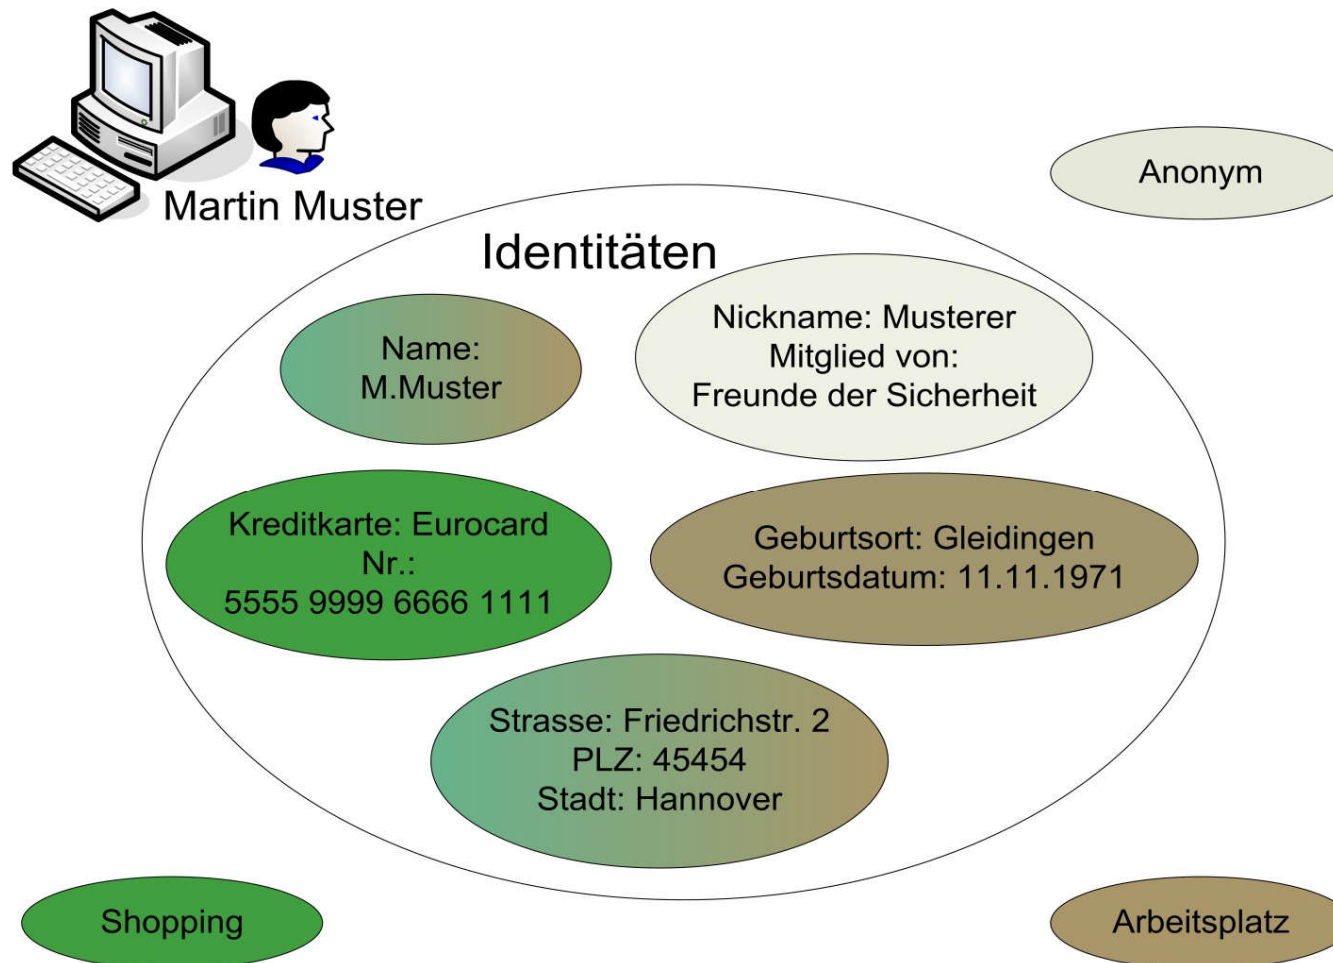 Martin Muster
Anonym
Identitäten
Name:
M.Muster
Nickname: Musterer
Mitglied von:
Freunde der Sicherheit
Kreditkarte: Eurocard
Nr.:
5555 9999 6666 1111
Geburtsort: Gleidingen
Geburtsdatum: 11.11.1971
Strasse: Friedrichstr. 2
PLZ: 45454
Stadt: Hannover
Shopping
Arbeitsplatz